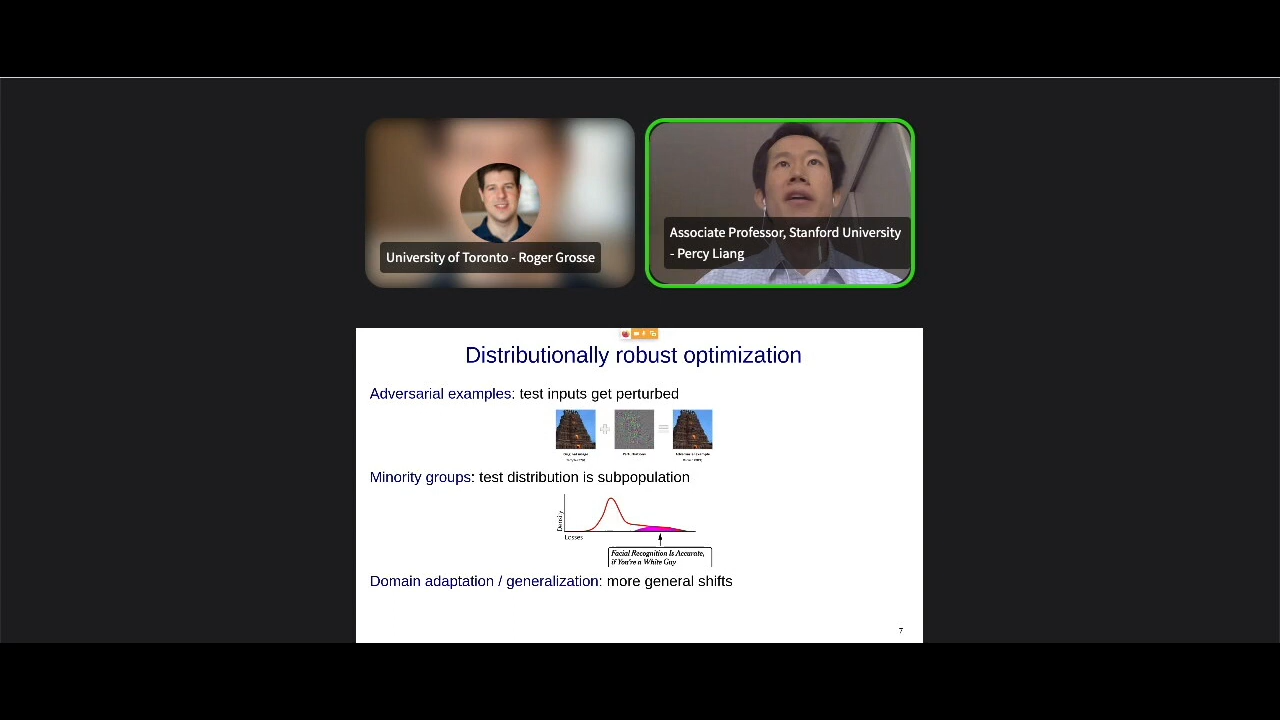 University of Toronto - Roger Grosse
Associate Professor, Stanford University
- Percy Liang
Distributionally robust optimization
Adversarial examples: test inputs get perturbed
Minority groups: test distribution is subpopulation
Density
Losses
Facial Recognition Is Accurate,
if You're a White Guy
Domain adaptation / generalization: more general shifts
7